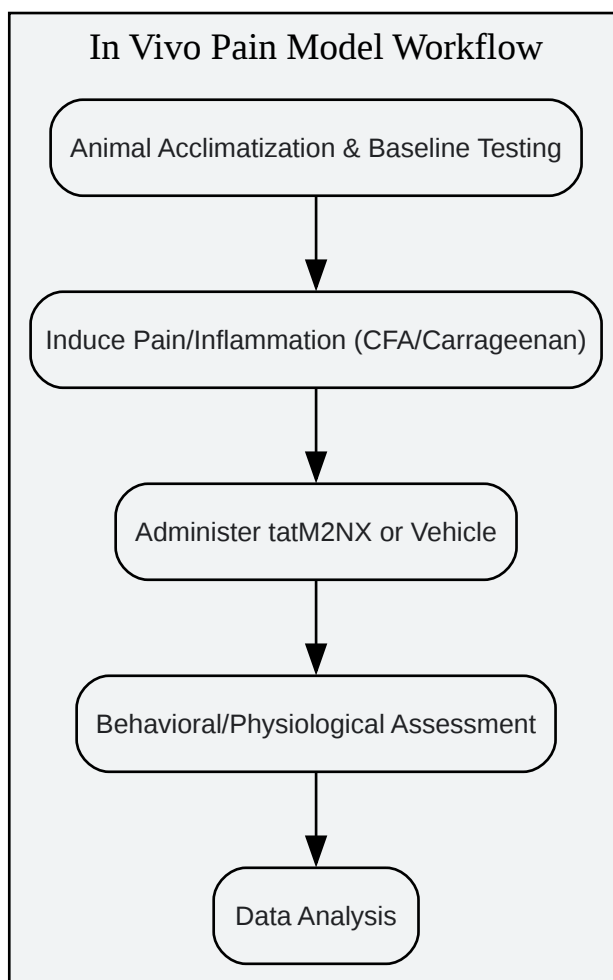 In Vivo Pain Model Workflow
Animal Acclimatization & Baseline Testing
Induce Pain/Inflammation (CFA/Carrageenan)
Administer tatM2NX or Vehicle
Behavioral/Physiological Assessment
Data Analysis